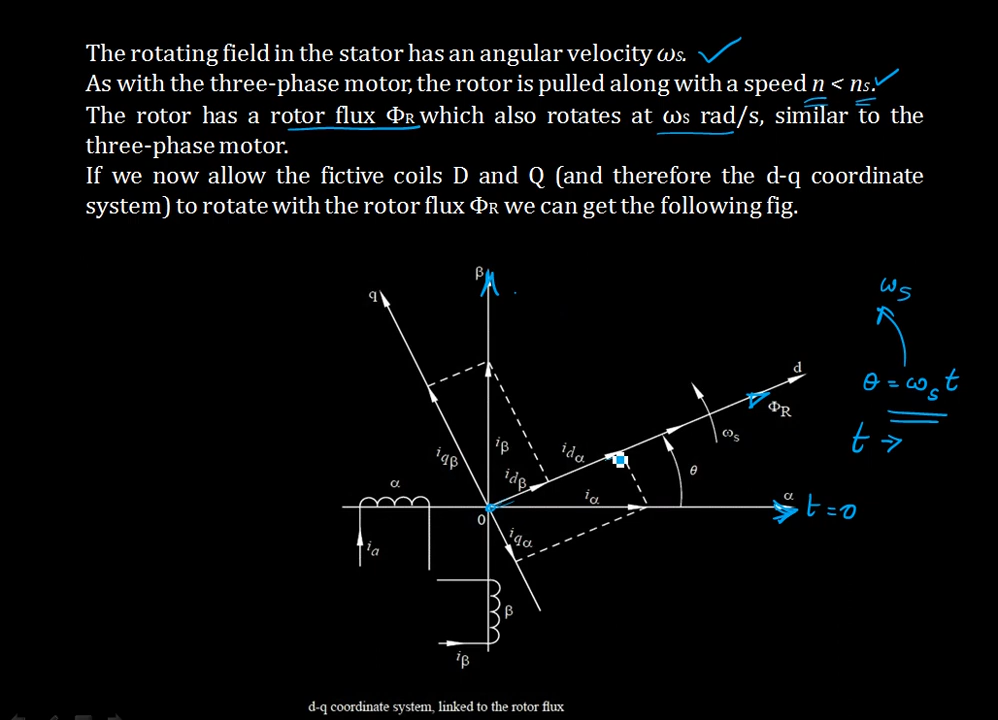 The rotating field in the stator has an angular velocity ωs.
As with the three-phase motor, the rotor is pulled along with a speed n < ns.
The rotor has a rotor flux ΦR which also rotates at ωs rad/s, similar to the
three-phase motor.
If we now allow the fictive coils D and Q (and therefore the d-q coordinate
system) to rotate with the rotor flux ΦR we can get the following fig.
β
q
ωs
d
θ = ωs t
ΦR
t ⇒
ωs
iβ
idα
iqβ
idβ
θ
α
iα
α
t = 0
0
iqα
ia
β
iβ
d-q coordinate system, linked to the rotor flux